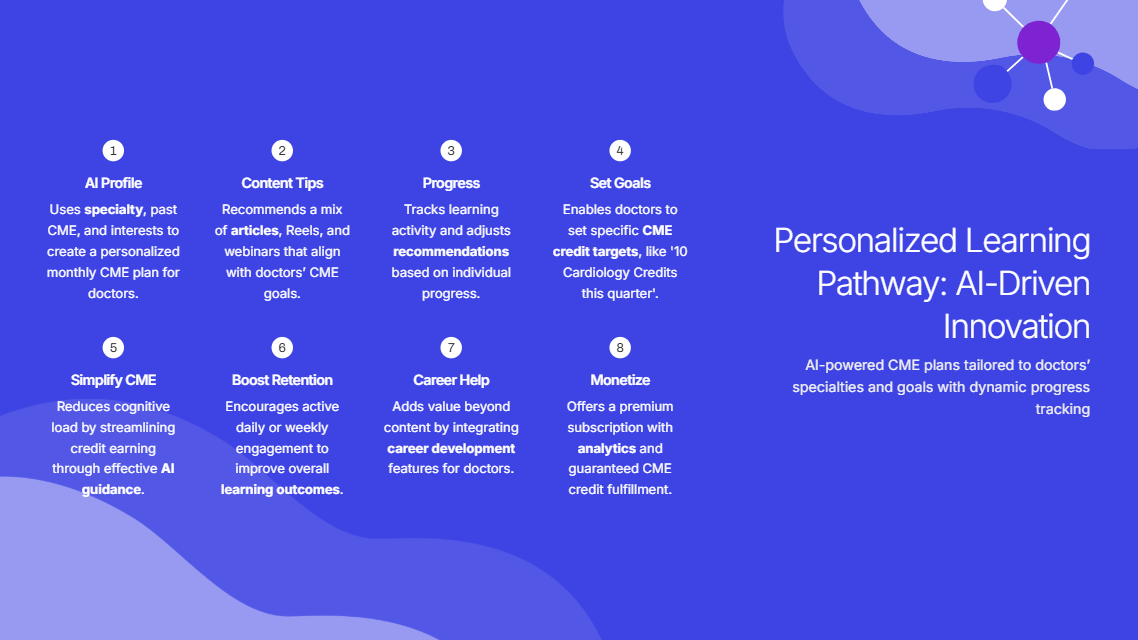 1
AI Profile
Uses specialty, past
CME, and interests to
create a personalized
monthly CME plan for
doctors.
2
Content Tips
Recommends a mix
of articles, Reels, and
webinars that align
with doctors’ CME
goals.
3
Progress
Tracks learning
activity and adjusts
recommendations
based on individual
progress.
4
Set Goals
Enables doctors to
set specific CME
credit targets, like '10
Cardiology Credits
this quarter'.
5
Simplify CME
Reduces cognitive
load by streamlining
credit earning
through effective AI
guidance.
6
Boost Retention
Encourages active
daily or weekly
engagement to
improve overall
learning outcomes.
7
Career Help
Adds value beyond
content by integrating
career development
features for doctors.
8
Monetize
Offers a premium
subscription with
analytics and
guaranteed CME
credit fulfillment.
Personalized Learning
Pathway: AI-Driven
Innovation
AI-powered CME plans tailored to doctors’
specialties and goals with dynamic progress
tracking